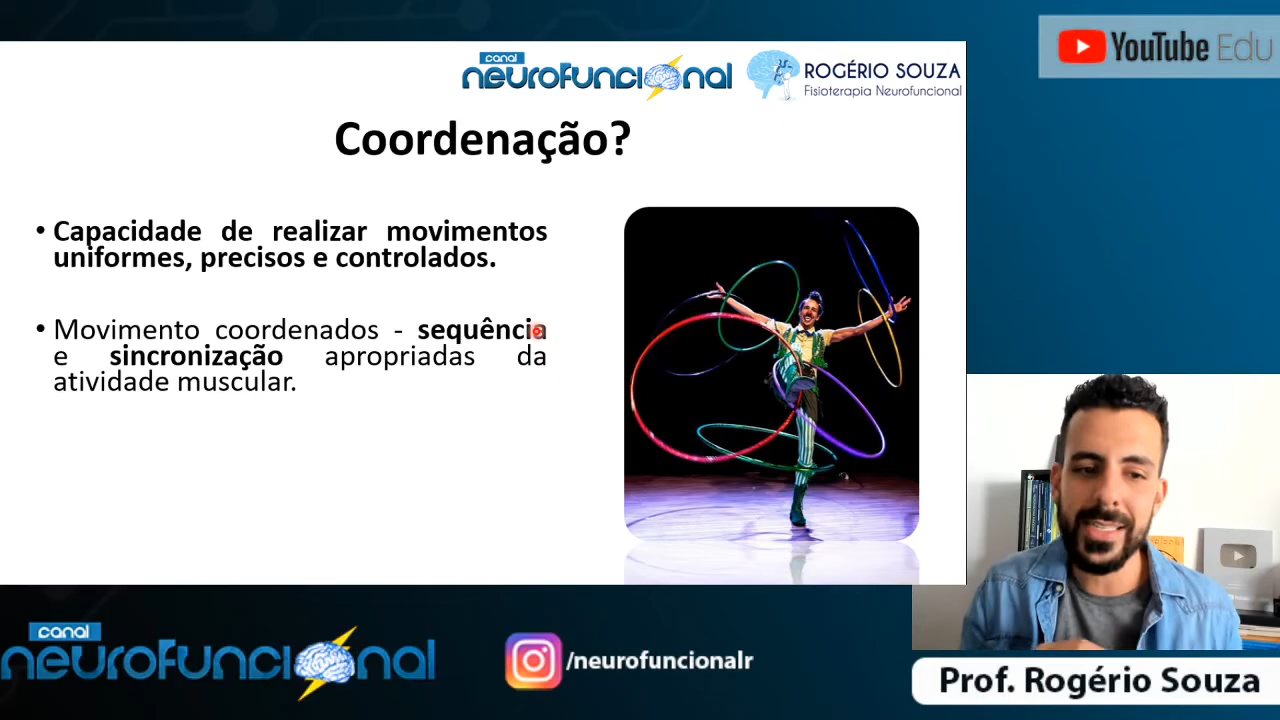 YouTube Edu
canal
neuroFuncional
ROGÉRIO SOUZA
Fisioterapia Neurofuncional
Coordenação?
• Capacidade de realizar movimentos
uniformes, precisos e controlados.
• Movimento coordenados - sequência
e sincronização apropriadas da
atividade muscular.
canal
neuroFuncional
/neurofuncionalr
Prof. Rogério Souza